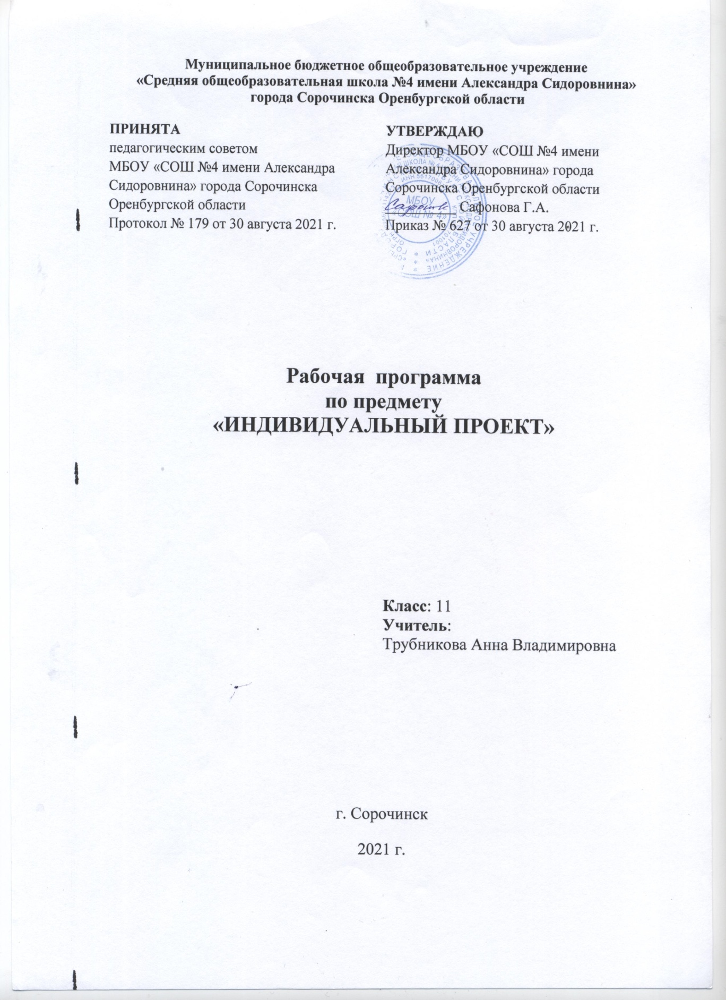 Муниципальное бюджетное общеобразовательное учреждение
«Средняя общеобразовательная школа №4 имени Александра Сидоровнина»
города Сорочинска Оренбургской области
ПРИНЯТА
педагогическим советом
МБОУ «СОШ №4 имени Александра
Сидоровнина» города Сорочинска
Оренбургской области
Протокол № 179 от 30 августа 2021 г.
УТВЕРЖДАЮ
Директор МБОУ «СОШ №4 имени
Александра Сидоровнина» города
Сорочинска Оренбургской области
Сафонова Г.А.
Приказ № 627 от 30 августа 2021 г.
МБОУ
«СОШ № 4»
Рабочая программа
по предмету
«ИНДИВИДУАЛЬНЫЙ ПРОЕКТ»
Класс: 11
Учитель:
Трубникова Анна Владимировна
г. Сорочинск
2021 г.